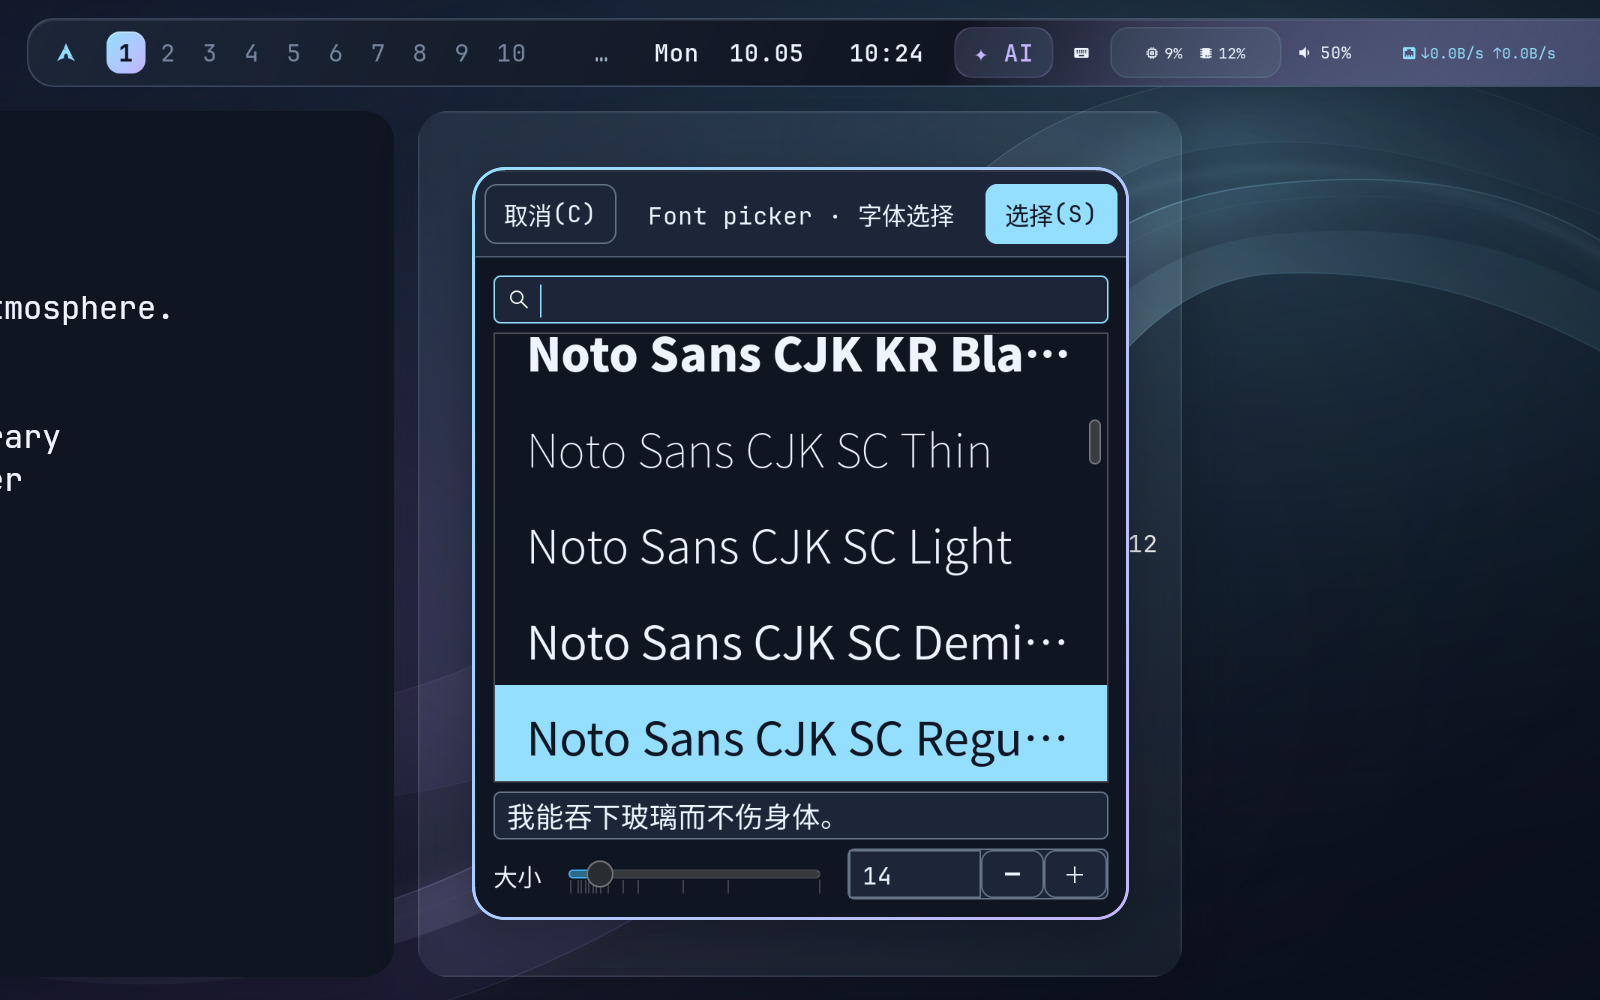 1 2 3 4 5 6 7 8 9 10 … Mon 10.05 10:24 ✦ AI 9% 12% 50% ↓0.0B/s ↑0.0B/s
取消(C) Font picker · 字体选择 选择(S)
tmosphere.
Noto Sans CJK KR Bla…
rary
Noto Sans CJK SC Thin
er
Noto Sans CJK SC Light
12
Noto Sans CJK SC Demi…
Noto Sans CJK SC Regu…
我能吞下玻璃而不伤身体。
大小 14